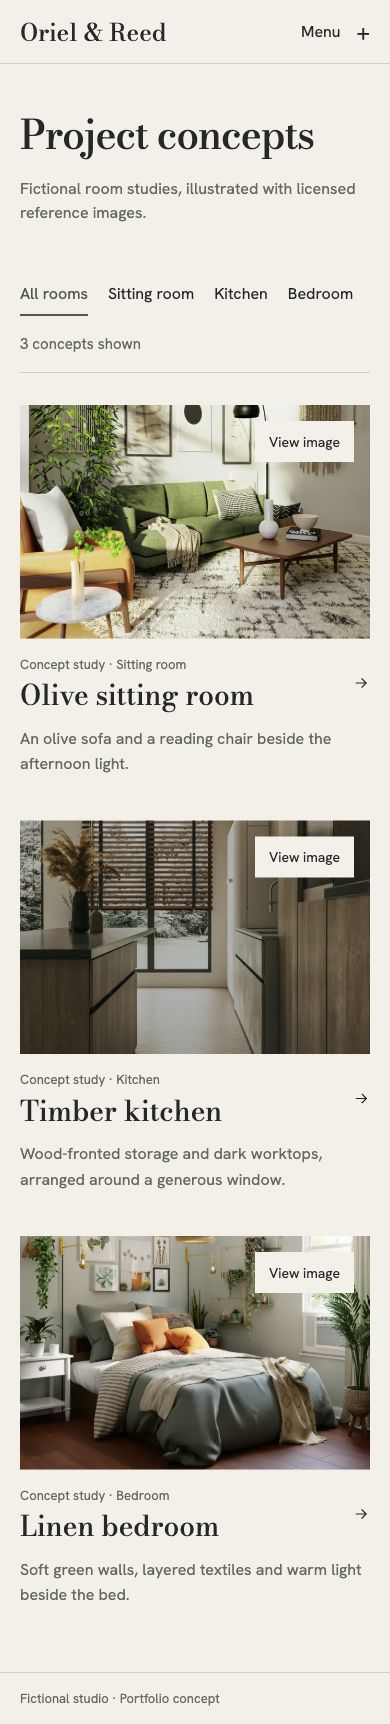 Oriel & Reed
Menu +
Project concepts
Fictional room studies, illustrated with licensed
reference images.
All rooms Sitting room Kitchen Bedroom
3 concepts shown
View image
Concept study · Sitting room
Olive sitting room
→
An olive sofa and a reading chair beside the
afternoon light.
View image
Concept study · Kitchen
Timber kitchen
→
Wood-fronted storage and dark worktops,
arranged around a generous window.
View image
Concept study · Bedroom
Linen bedroom
→
Soft green walls, layered textiles and warm light
beside the bed.
Fictional studio · Portfolio concept